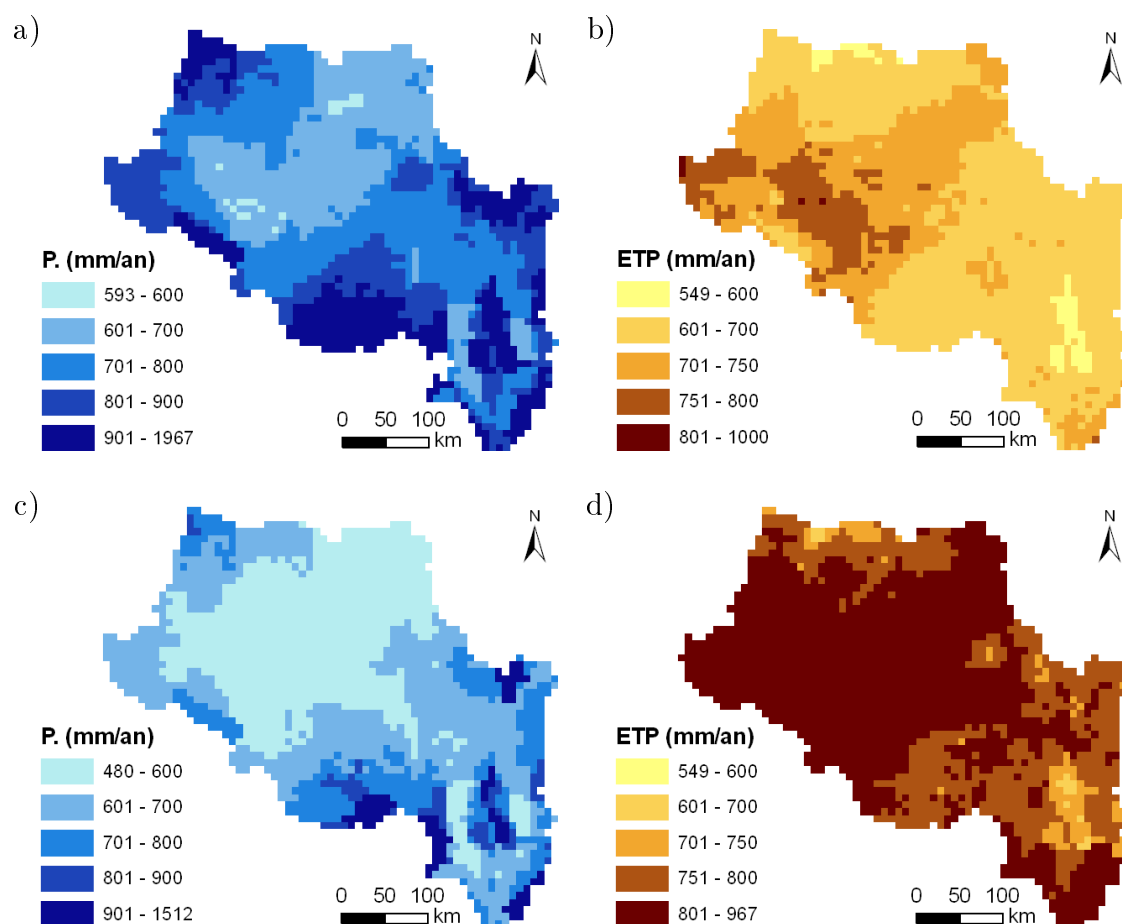 a)
N
P. (mm/an)
593 - 600
601 - 700
701 - 800
801 - 900
901 - 1967
0 50 100
km
b)
N
ETP (mm/an)
549 - 600
601 - 700
701 - 750
751 - 800
801 - 1000
0 50 100
km
c)
N
P. (mm/an)
480 - 600
601 - 700
701 - 800
801 - 900
901 - 1512
0 50 100
km
d)
N
ETP (mm/an)
549 - 600
601 - 700
701 - 750
751 - 800
801 - 967
0 50 100
km